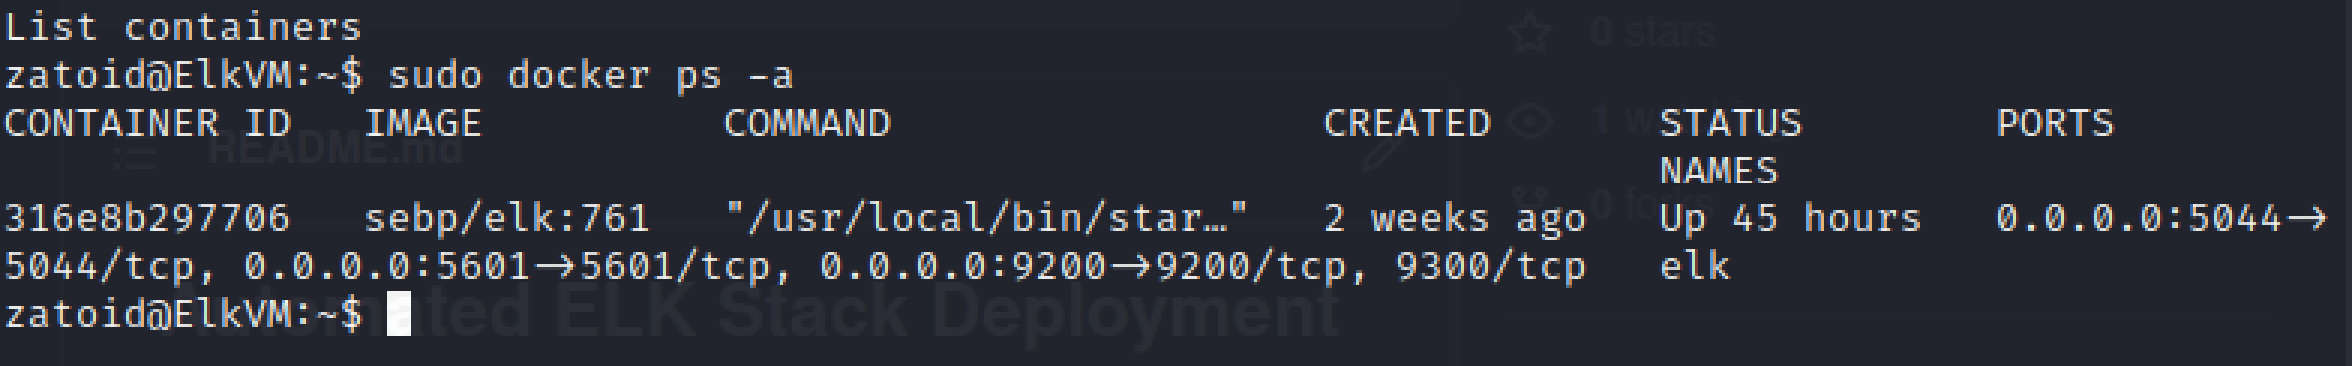 List containers
zatoid@ElkVM:~$ sudo docker ps -a
CONTAINER ID   IMAGE          COMMAND                  CREATED       STATUS        PORTS
NAMES
316e8b297706   sebp/elk:761   "/usr/local/bin/star…"   2 weeks ago   Up 45 hours   0.0.0.0:5044->
5044/tcp, 0.0.0.0:5601->5601/tcp, 0.0.0.0:9200->9200/tcp, 9300/tcp   elk
zatoid@ElkVM:~$
0 stars
1
README.md
0 forks
Automated ELK Stack Deployment